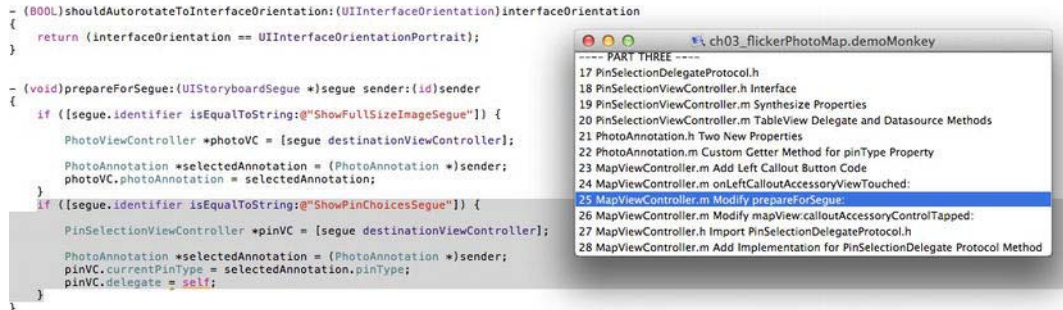 - (BOOL)shouldAutorotateToInterfaceOrientation:(UIInterfaceOrientation)interfaceOrientation
{
return (interfaceOrientation == UIInterfaceOrientationPortrait);
}
- (void)prepareForSegue:(UIStoryboardSegue *)segue sender:(id)sender
{
if ([segue.identifier isEqualToString:@"ShowFullSizeImageSegue"]) {
PhotoViewController *photoVC = [segue destinationViewController];
PhotoAnnotation *selectedAnnotation = (PhotoAnnotation *)sender;
photoVC.photoAnnotation = selectedAnnotation;
}
if ([segue.identifier isEqualToString:@"ShowPinChoicesSegue"]) {
PinSelectionViewController *pinVC = [segue destinationViewController];
PhotoAnnotation *selectedAnnotation = (PhotoAnnotation *)sender;
pinVC.currentPinType = selectedAnnotation.pinType;
pinVC.delegate = self;
}
}
ch03_flickerPhotoMap.demoMonkey
---- PART THREE ----
17 PinSelectionDelegateProtocol.h
18 PinSelectionViewController.h Interface
19 PinSelectionViewController.m Synthesize Properties
20 PinSelectionViewController.m TableView Delegate and Datasource Methods
21 PhotoAnnotation.h Two New Properties
22 PhotoAnnotation.m Custom Getter Method for pinType Property
23 MapViewController.m Add Left Callout Button Code
24 MapViewController.m onLeftCalloutAccessoryViewTouched:
25 MapViewController.m Modify prepareForSegue:
26 MapViewController.m Modify mapView:calloutAccessoryControlTapped:
27 MapViewController.h Import PinSelectionDelegateProtocol.h
28 MapViewController.m Add Implementation for PinSelectionDelegate Protocol Method